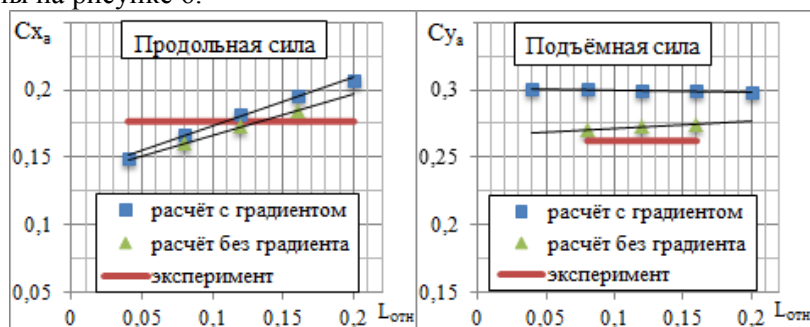 ны на рисунке 6.
Cxₐ
Продольная сила
0,2
0,15
0,1
0,05
расчёт с градиентом
расчёт без градиента
эксперимент
0 0,05 0,1 0,15 0,2 Lотн
Cyₐ
Подъёмная сила
0,3
0,25
0,2
0,15
расчёт с градиентом
расчёт без градиента
эксперимент
0 0,05 0,1 0,15 0,2 Lотн